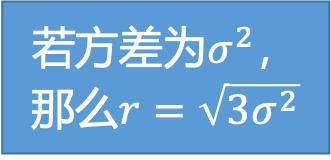 若方差为σ²,
那么r = √3σ²